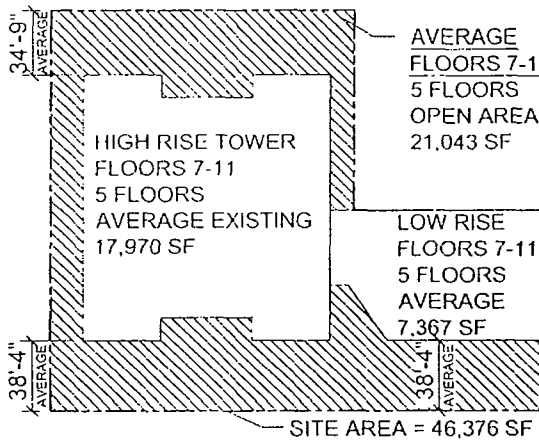 34'-9"
AVERAGE
AVERAGE
FLOORS 7-1
5 FLOORS
OPEN AREA
21,043 SF
HIGH RISE TOWER
FLOORS 7-11
5 FLOORS
AVERAGE EXISTING
17,970 SF
LOW RISE
FLOORS 7-11
5 FLOORS
AVERAGE
7,367 SF
38'-4"
AVERAGE
38'-4"
AVERAGE
SITE AREA = 46,376 SF